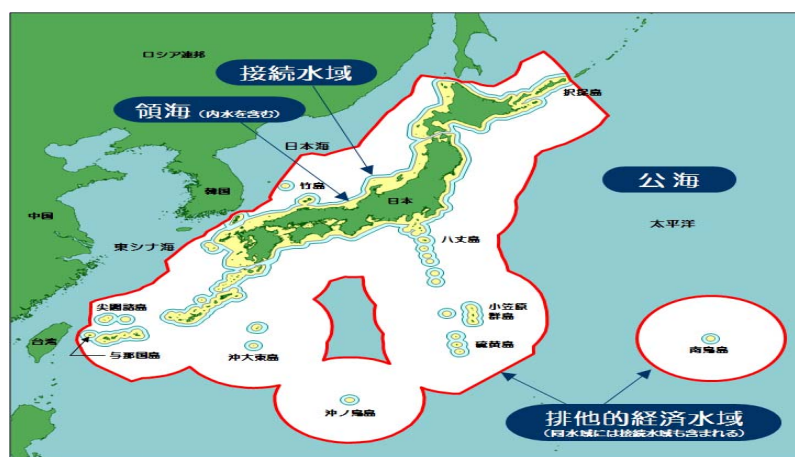 ロシア連邦
接続水域
領海（内水を含む）
択捉島
日本海
公海
竹島
韓国
日本
中国
太平洋
東シナ海
八丈島
尖閣諸島
小笠原
群島
台湾
硫黄島
与那国島
沖大東島
南鳥島
沖ノ鳥島
排他的経済水域
（同水域には接続水域も含まれる）